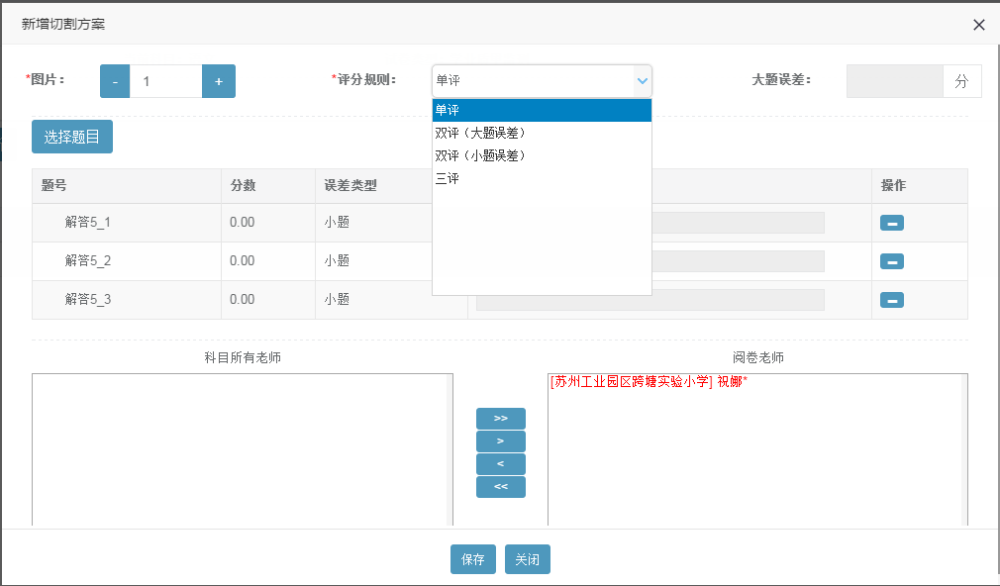 新增切割方案
*图片： - 1 + *评分规则： 单评 大题误差： 分
单评
双评（大题误差）
双评（小题误差）
三评
选择题目
题号 分数 误差类型 操作
解答5_1 0.00 小题
解答5_2 0.00 小题
解答5_3 0.00 小题
科目所有老师 阅卷老师
[苏州工业园区跨塘实验小学] 祝娜*
>>
>
<
<<
保存 关闭